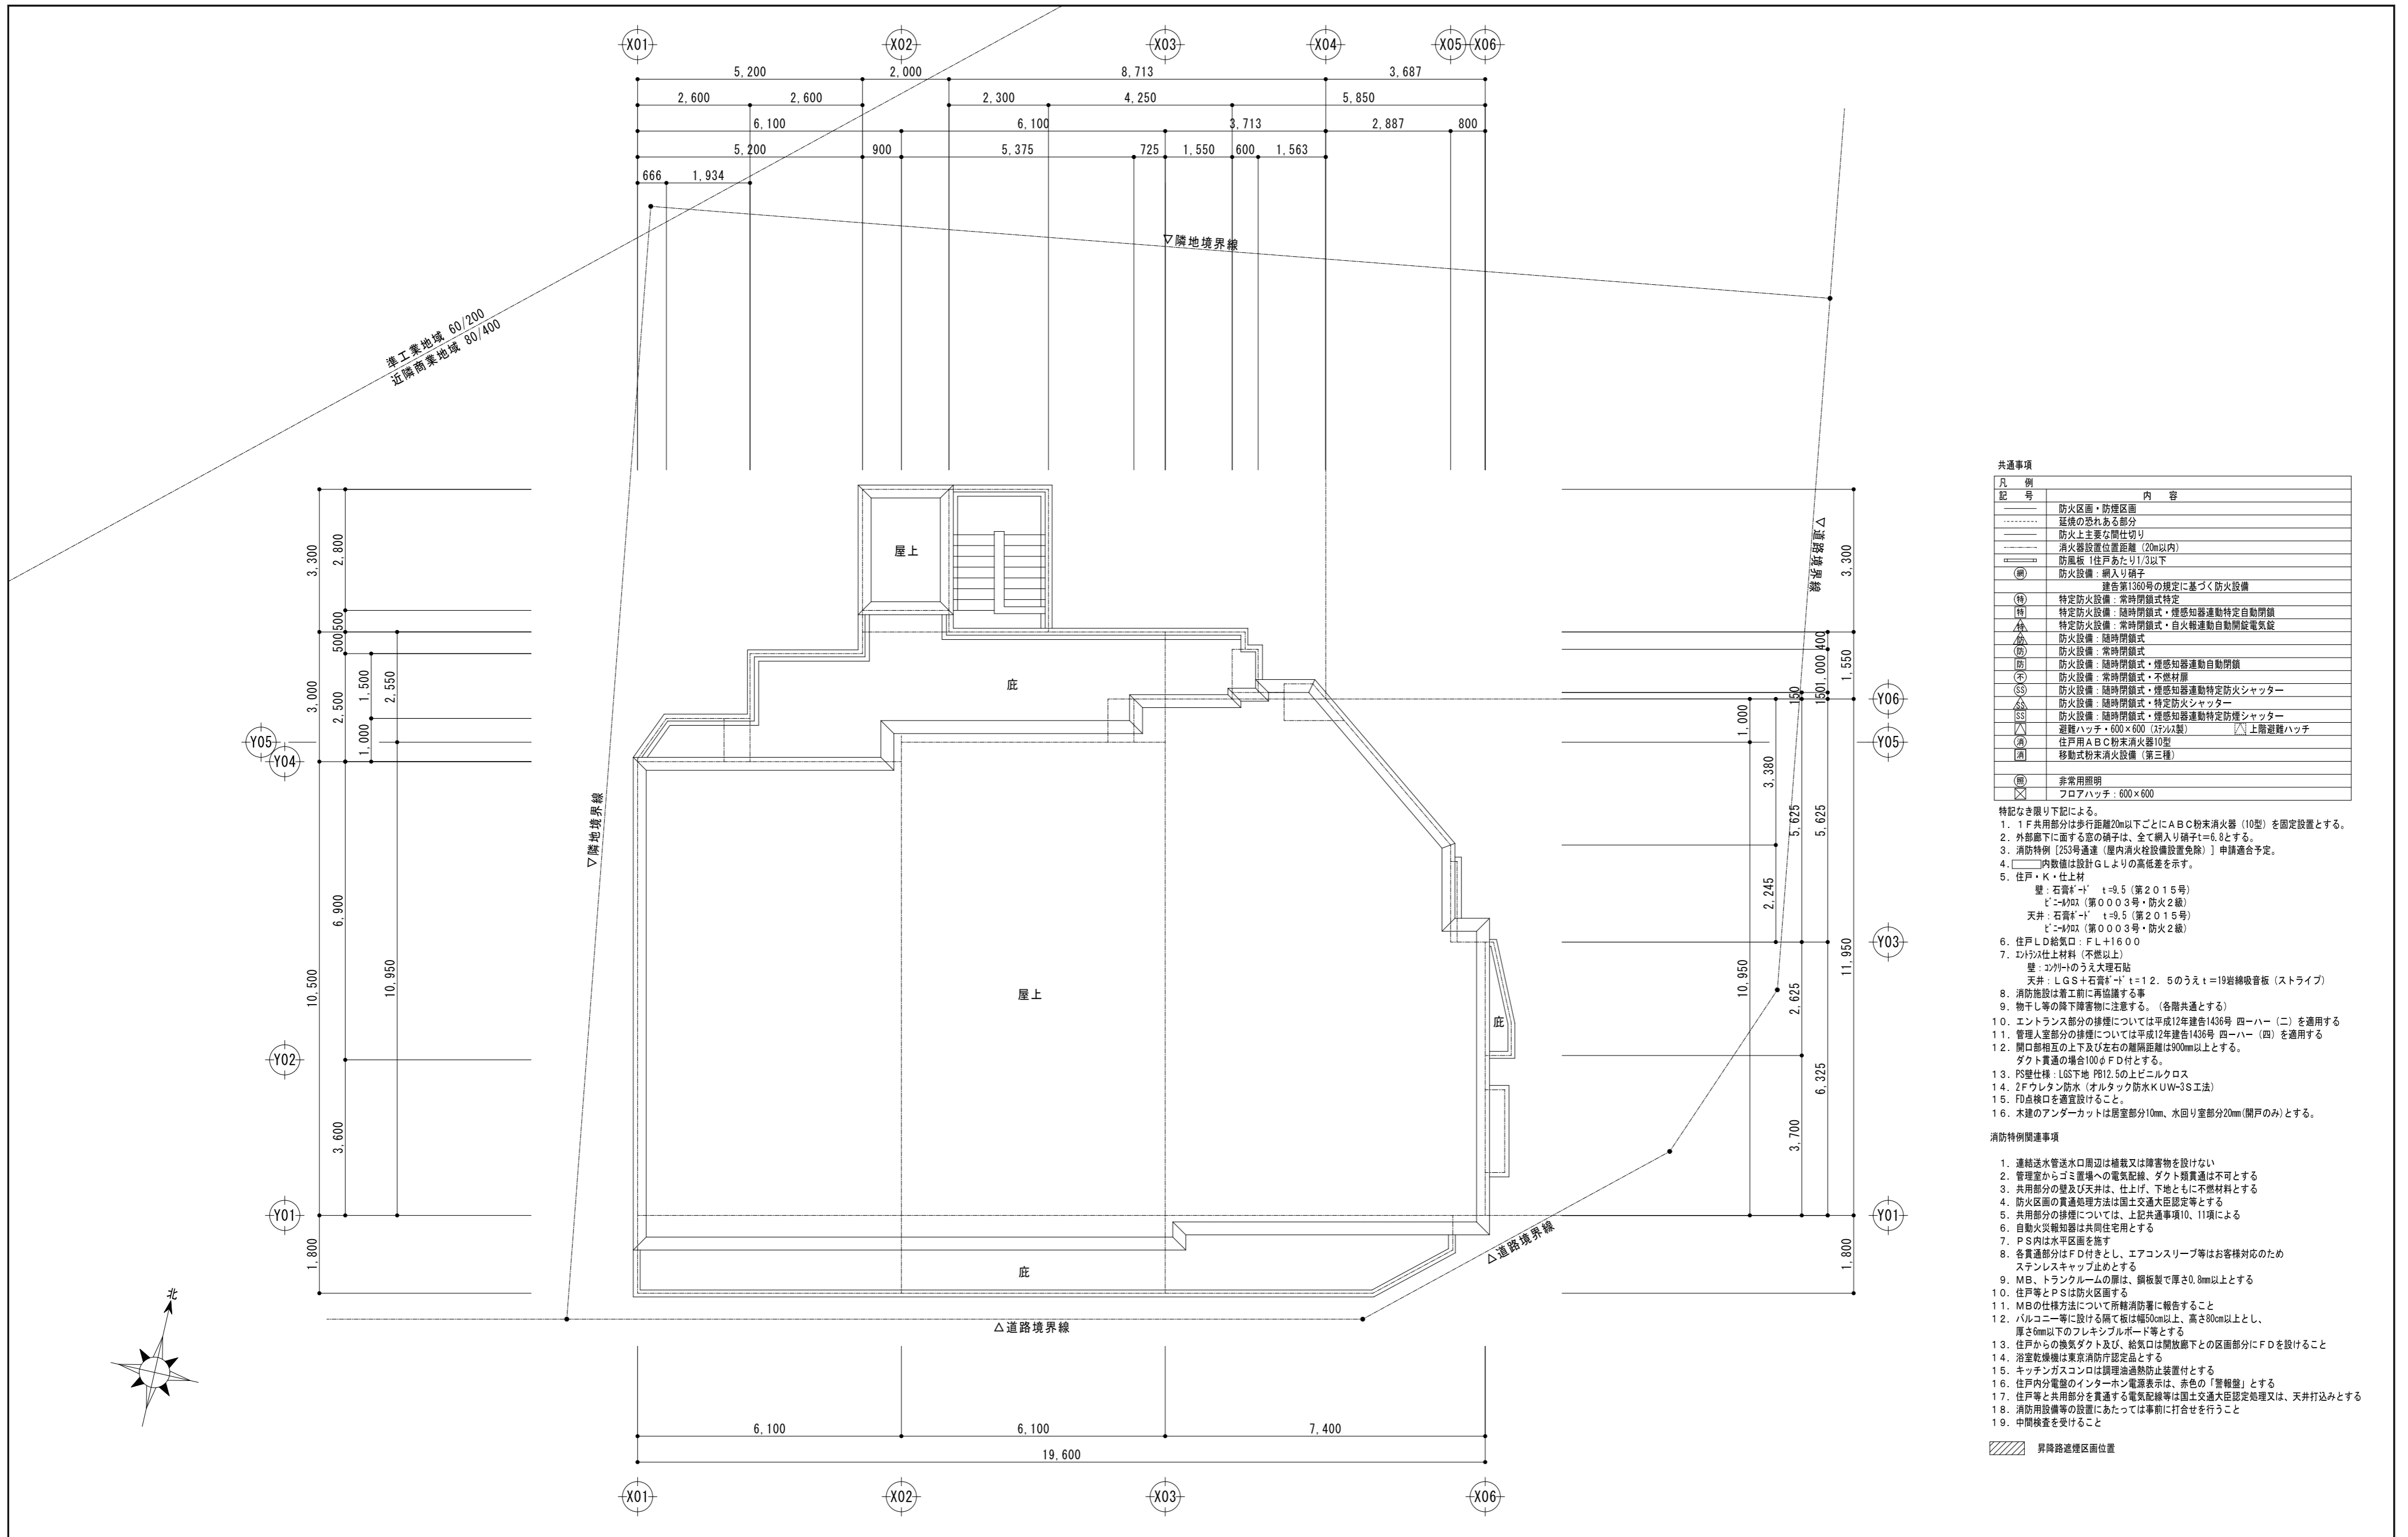 X01 X02 X03 X04 X05 X06
5,200 2,000 8,713 3,687
2,600 2,600 2,300 4,250 5,850
6,100 6,100 3,713 2,887 800
5,200 900 5,375 725 1,550 600 1,563
666 1,934
▽隣地境界線
準工業地域 60/200
近隣商業地域 80/400
▽道路境界線
▽隣地境界線
屋上
庇
屋上
庇
庇
△道路境界線
△道路境界線
3,300 2,800
500 500
3,000 2,500 1,500 2,550
1,000
Y05
Y04
6,900
10,500 10,950
Y02
3,600
Y01
1,800
3,300
400
1,550
1,000
150 150
Y06
1,000
Y05
3,380
5,625 5,625
2,245
Y03
11,950
10,950 2,625
6,325
3,700
Y01
1,800
北
6,100 6,100 7,400
19,600
X01 X02 X03 X06
共通事項
凡 例
記 号 内 容
防火区画・防煙区画
延焼の恐れある部分
防火上主要な間仕切り
消火器設置位置距離（20m以内）
防風板 1住戸あたり1/3以下
網 防火設備：網入り硝子
建告第1360号の規定に基づく防火設備
特 特定防火設備：常時閉鎖式特定
特 特定防火設備：随時閉鎖式・煙感知器連動特定自動閉鎖
特 特定防火設備：常時閉鎖式・自火報連動自動開錠電気錠
防 防火設備：随時閉鎖式
防 防火設備：常時閉鎖式
防 防火設備：随時閉鎖式・煙感知器連動自動閉鎖
不 防火設備：常時閉鎖式・不燃材扉
SS 防火設備：随時閉鎖式・煙感知器連動特定防火シャッター
SS 防火設備：随時閉鎖式・特定防火シャッター
SS 防火設備：随時閉鎖式・煙感知器連動特定防煙シャッター
避難ハッチ・600×600（ｽﾃﾝﾚｽ製） 上階避難ハッチ
消 住戸用ＡＢＣ粉末消火器10型
消 移動式粉末消火設備（第三種）
照 非常用照明
フロアハッチ：600×600
特記なき限り下記による。
１．１Ｆ共用部分は歩行距離20m以下ごとにＡＢＣ粉末消火器（10型）を固定設置とする。
２．外部廊下に面する窓の硝子は、全て網入り硝子t＝6.8とする。
３．消防特例［253号通達（屋内消火栓設備設置免除）］申請適合予定。
４． 内数値は設計ＧＬよりの高低差を示す。
５．住戸・Ｋ・仕上材
壁：石膏ﾎﾞｰﾄﾞ t=9.5（第２０１５号）
ﾋﾞﾆｰﾙｸﾛｽ（第０００３号・防火２級）
天井：石膏ﾎﾞｰﾄﾞ t=9.5（第２０１５号）
ﾋﾞﾆｰﾙｸﾛｽ（第０００３号・防火２級）
６．住戸ＬＤ給気口：ＦＬ＋１６００
７．ｴﾝﾄﾗﾝｽ仕上材料（不燃以上）
壁：ｺﾝｸﾘｰﾄのうえ大理石貼
天井：ＬＧＳ＋石膏ﾎﾞｰﾄﾞｔ=１２．５のうえｔ＝19岩綿吸音板（ストライプ）
８．消防施設は着工前に再協議する事
９．物干し等の降下障害物に注意する。（各階共通とする）
１０．エントランス部分の排煙については平成12年建告1436号 四ーハー（二）を適用する
１１．管理人室部分の排煙については平成12年建告1436号 四ーハー（四）を適用する
１２．開口部相互の上下及び左右の離隔距離は900mm以上とする。
ダクト貫通の場合100φＦＤ付とする。
１３．PS壁仕様：LGS下地 PB12.5の上ビニルクロス
１４．2Ｆウレタン防水（オルタック防水ＫＵＷ-3Ｓ工法）
１５．FD点検口を適宜設けること。
１６．木建のアンダーカットは居室部分10mm、水回り室部分20mm(開戸のみ)とする。
消防特例関連事項
１．連結送水管送水口周辺は植栽又は障害物を設けない
２．管理室からゴミ置場への電気配線、ダクト類貫通は不可とする
３．共用部分の壁及び天井は、仕上げ、下地ともに不燃材料とする
４．防火区画の貫通処理方法は国土交通大臣認定等とする
５．共用部分の排煙については、上記共通事項10、11項による
６．自動火災報知器は共同住宅用とする
７．ＰＳ内は水平区画を施す
８．各貫通部分はＦＤ付きとし、エアコンスリーブ等はお客様対応のため
ステンレスキャップ止めとする
９．ＭＢ、トランクルームの扉は、鋼板製で厚さ0.8mm以上とする
１０．住戸等とＰＳは防火区画する
１１．ＭＢの仕様方法について所轄消防署に報告すること
１２．バルコニー等に設ける隔て板は幅50cm以上、高さ80cm以上とし、
厚さ6mm以下のフレキシブルボード等とする
１３．住戸からの換気ダクト及び、給気口は開放廊下との区画部分にＦＤを設けること
１４．浴室乾燥機は東京消防庁認定品とする
１５．キッチンガスコンロは調理油過熱防止装置付とする
１６．住戸内分電盤のインターホン電源表示は、赤色の「警報盤」とする
１７．住戸等と共用部分を貫通する電気配線等は国土交通大臣認定処理又は、天井打込みとする
１８．消防用設備等の設置にあたっては事前に打合せを行うこと
１９．中間検査を受けること
昇降路遮煙区画位置